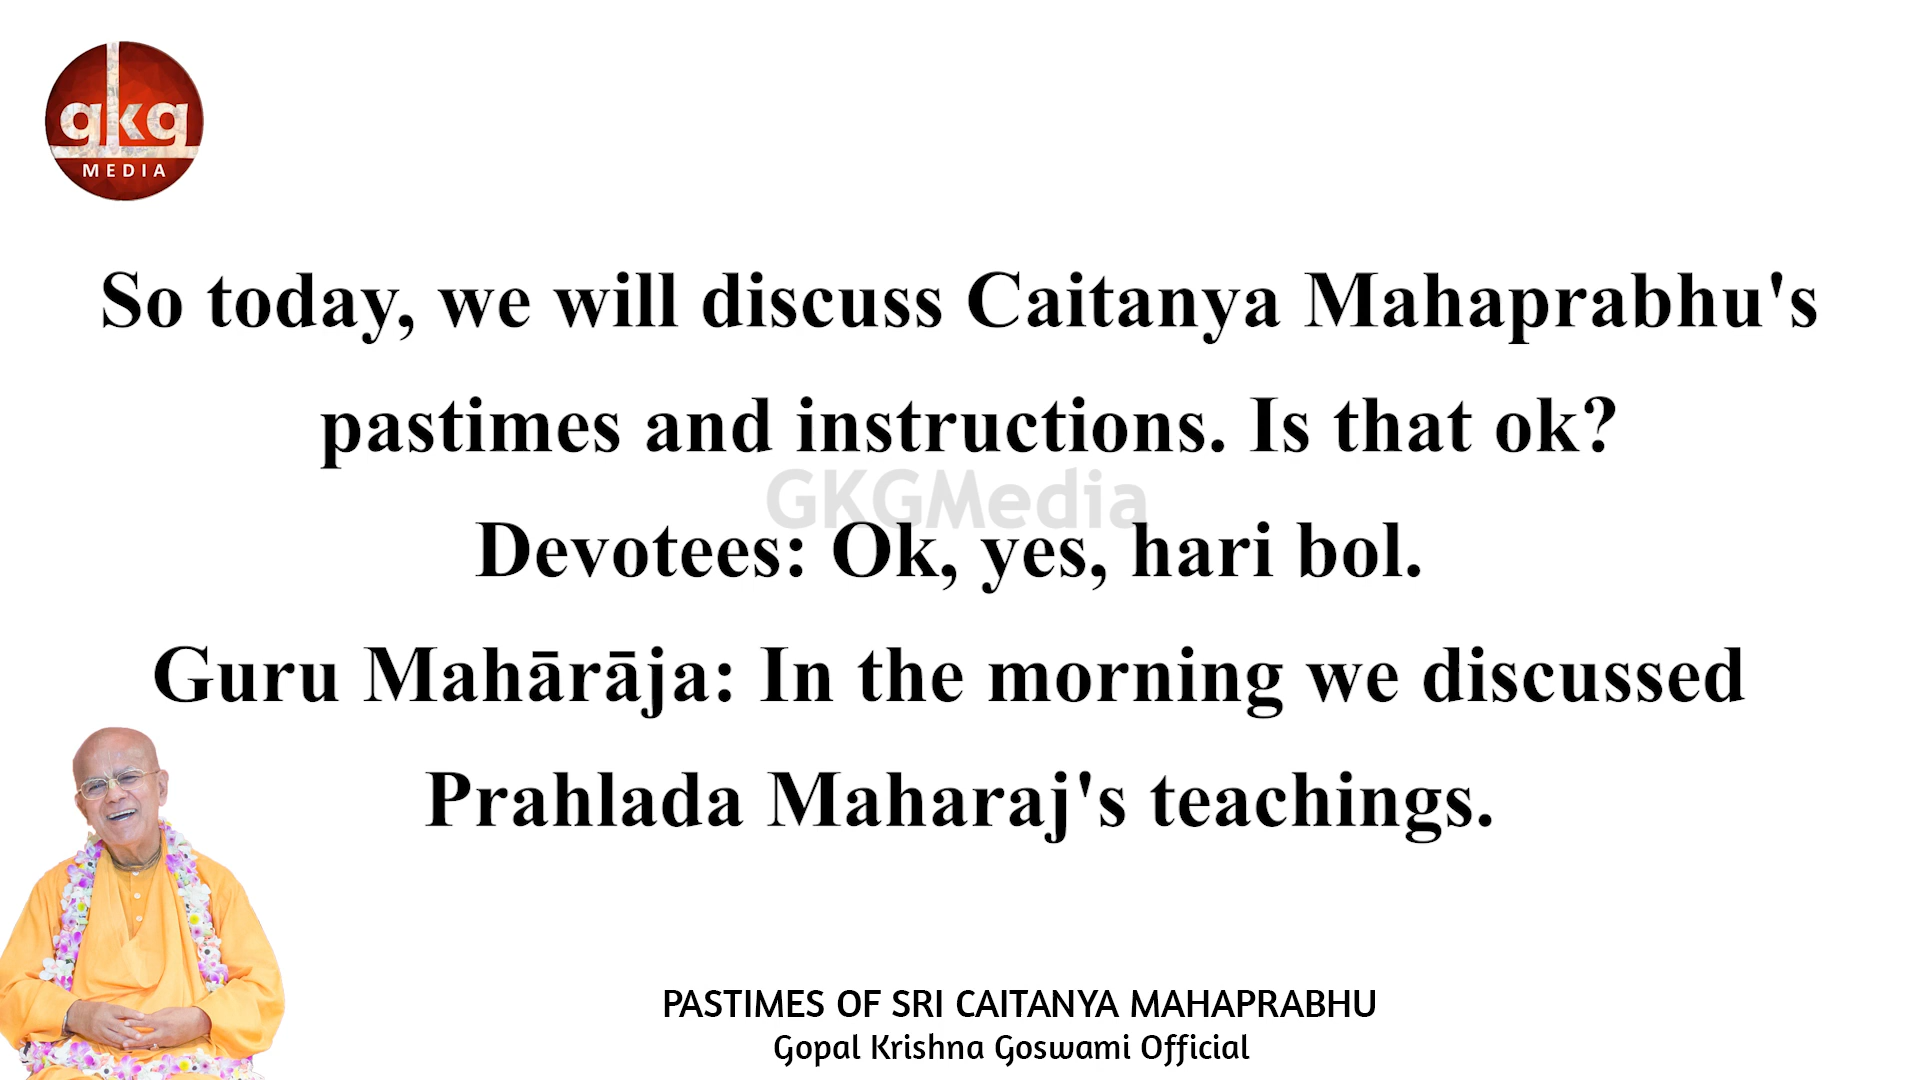 gkg
MEDIA
So today, we will discuss Caitanya Mahaprabhu's
pastimes and instructions. Is that ok?
GKGMedia
Devotees: Ok, yes, hari bol.
Guru Mahārāja: In the morning we discussed
Prahlada Maharaj's teachings.
PASTIMES OF SRI CAITANYA MAHAPRABHU
Gopal Krishna Goswami Official